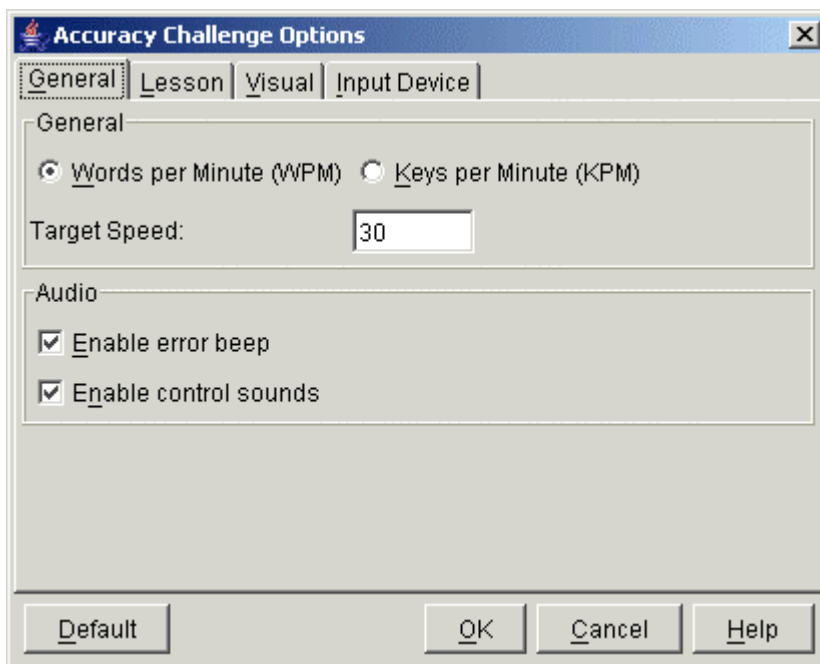 Accuracy Challenge Options
General Lesson Visual Input Device
General
Words per Minute (WPM) Keys per Minute (KPM)
Target Speed: 30
Audio
Enable error beep
Enable control sounds
Default OK Cancel Help